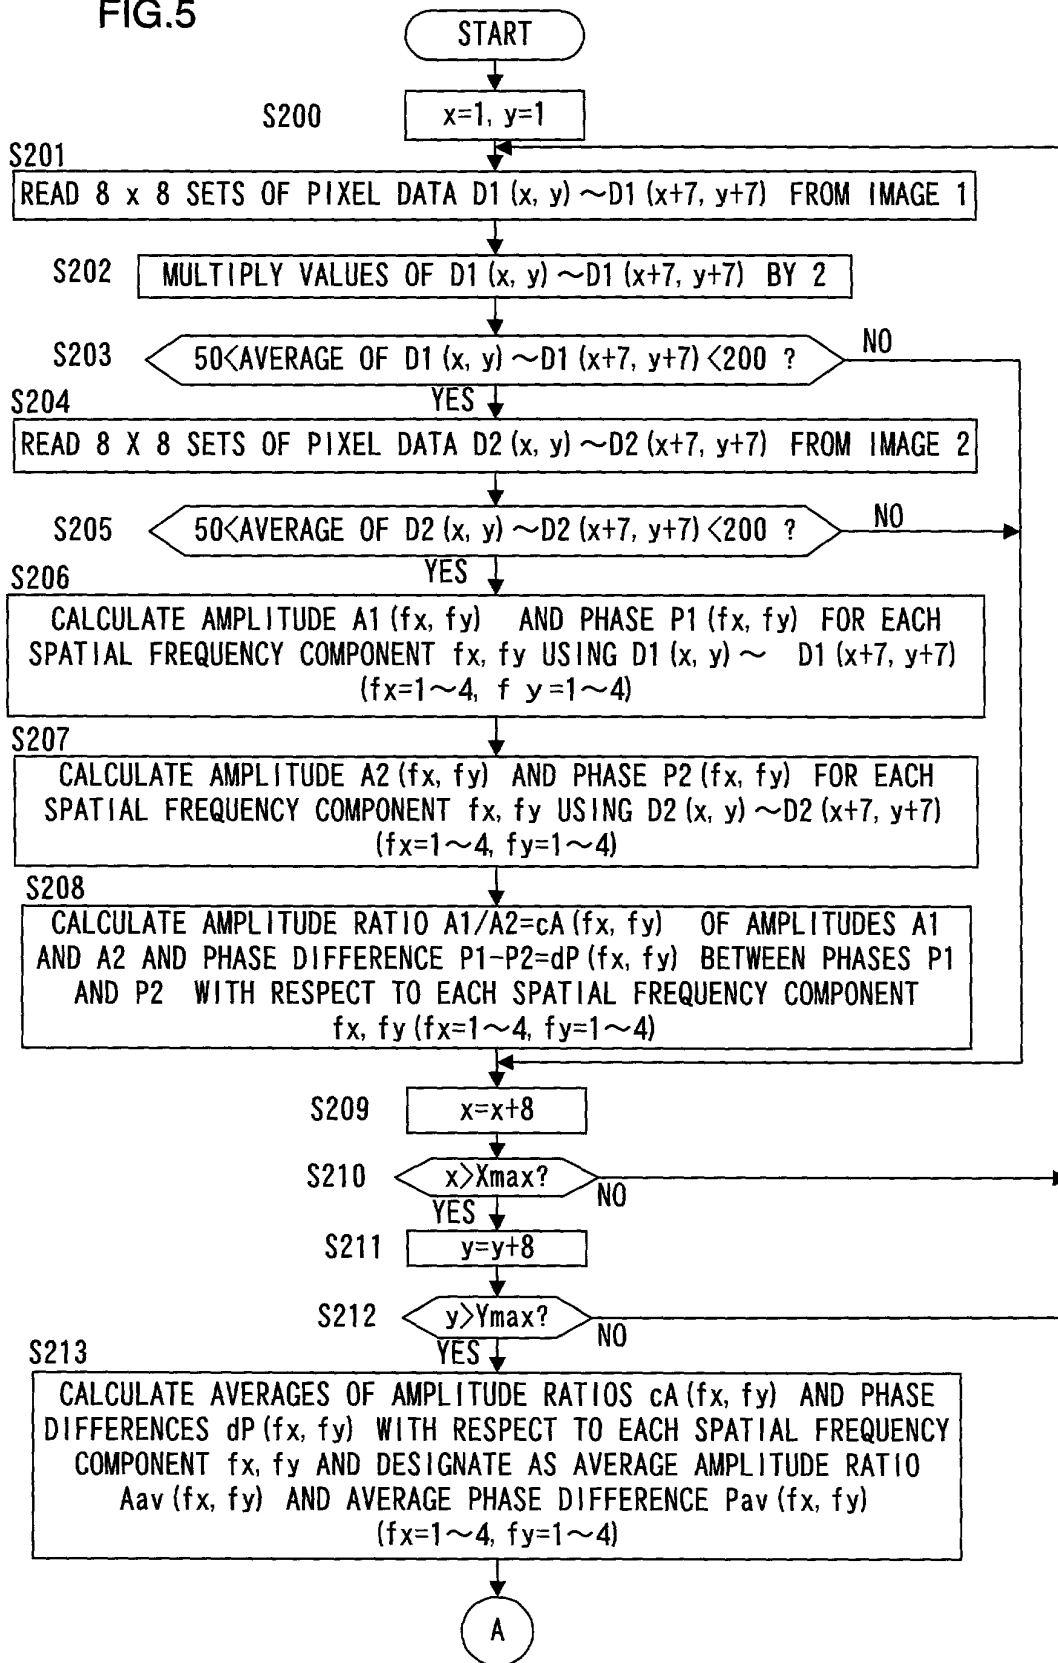 FIG.5
START
S200
x=1, y=1
S201
READ 8 x 8 SETS OF PIXEL DATA D1(x, y)~D1(x+7, y+7) FROM IMAGE 1
S202
MULTIPLY VALUES OF D1(x, y)~D1(x+7, y+7) BY 2
S203
50<AVERAGE OF D1(x, y)~D1(x+7, y+7)<200 ?
NO
YES
S204
READ 8 X 8 SETS OF PIXEL DATA D2(x, y)~D2(x+7, y+7) FROM IMAGE 2
S205
50<AVERAGE OF D2(x, y)~D2(x+7, y+7)<200 ?
NO
YES
S206
CALCULATE AMPLITUDE A1(fx, fy) AND PHASE P1(fx, fy) FOR EACH
SPATIAL FREQUENCY COMPONENT fx, fy USING D1(x, y)~ D1(x+7, y+7)
(fx=1~4, f y=1~4)
S207
CALCULATE AMPLITUDE A2(fx, fy) AND PHASE P2(fx, fy) FOR EACH
SPATIAL FREQUENCY COMPONENT fx, fy USING D2(x, y)~D2(x+7, y+7)
(fx=1~4, fy=1~4)
S208
CALCULATE AMPLITUDE RATIO A1/A2=cA(fx, fy) OF AMPLITUDES A1
AND A2 AND PHASE DIFFERENCE P1-P2=dP(fx, fy) BETWEEN PHASES P1
AND P2 WITH RESPECT TO EACH SPATIAL FREQUENCY COMPONENT
fx, fy(fx=1~4, fy=1~4)
S209
x=x+8
S210
x>Xmax?
NO
YES
S211
y=y+8
S212
y>Ymax?
NO
YES
S213
CALCULATE AVERAGES OF AMPLITUDE RATIOS cA(fx, fy) AND PHASE
DIFFERENCES dP(fx, fy) WITH RESPECT TO EACH SPATIAL FREQUENCY
COMPONENT fx, fy AND DESIGNATE AS AVERAGE AMPLITUDE RATIO
Aav(fx, fy) AND AVERAGE PHASE DIFFERENCE Pav(fx, fy)
(fx=1~4, fy=1~4)
A